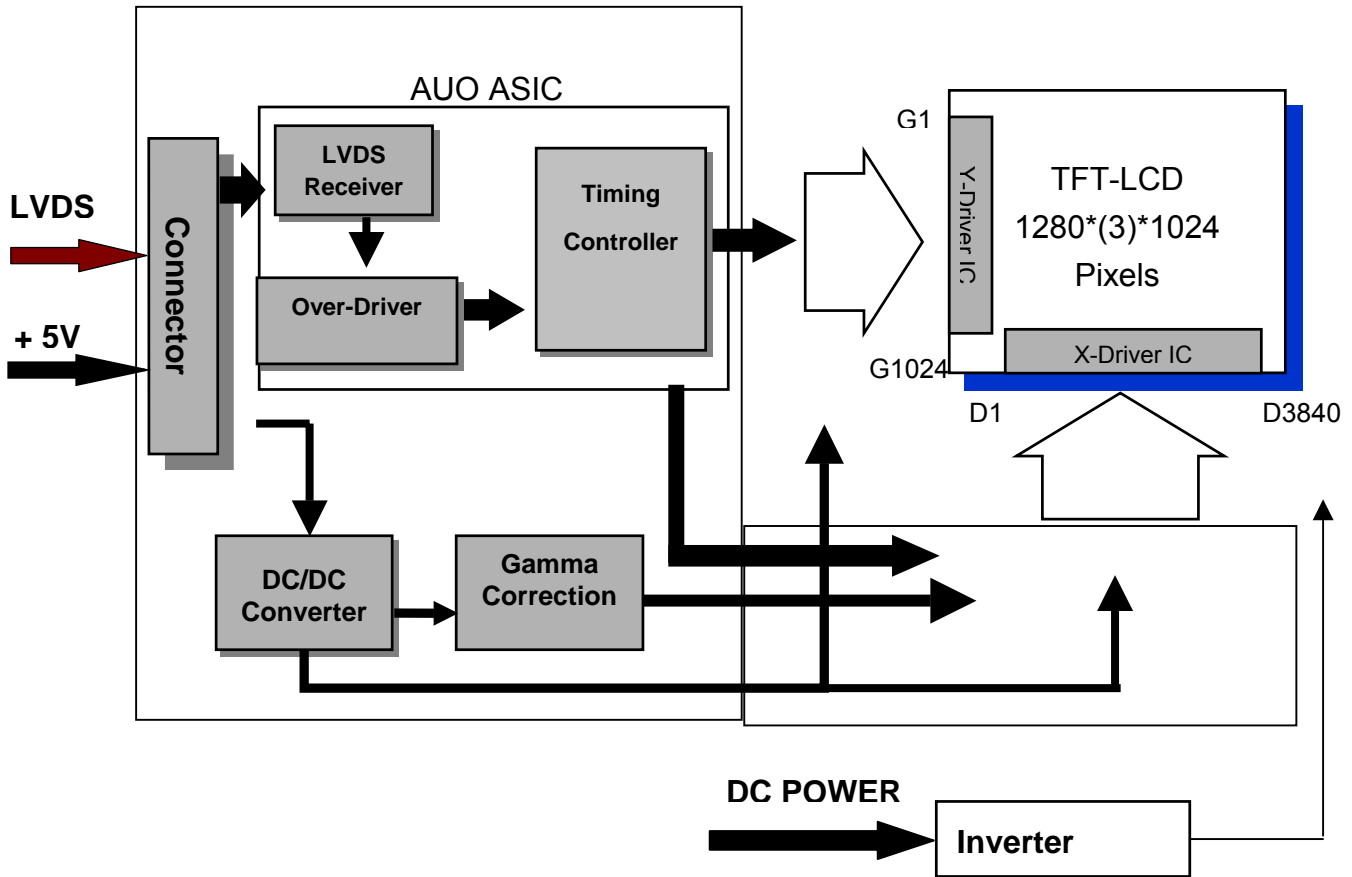 AUO ASIC
LVDS
Receiver
Timing
Controller
Over-Driver
LVDS
+ 5V
Connector
DC/DC
Converter
Gamma
Correction
G1
Y-Driver IC
G1024
TFT-LCD
1280*(3)*1024
Pixels
X-Driver IC
D1
D3840
DC POWER
Inverter